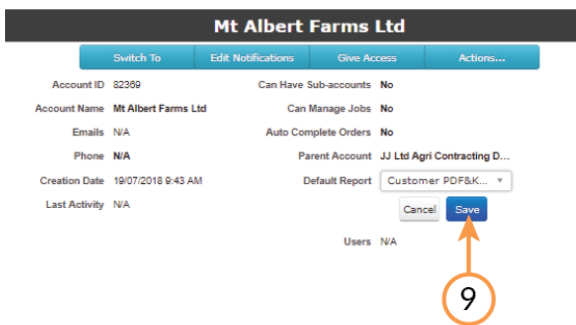 Mt Albert Farms Ltd
Switch To Edit Notifications Give Access Actions...
Account ID 82369 Can Have Sub-accounts No
Account Name Mt Albert Farms Ltd Can Manage Jobs No
Emails N/A Auto Complete Orders No
Phone N/A Parent Account JJ Ltd Agri Contracting D...
Creation Date 19/07/2018 9:43 AM Default Report Customer PDF&K...
Last Activity N/A Cancel Save
Users N/A
9